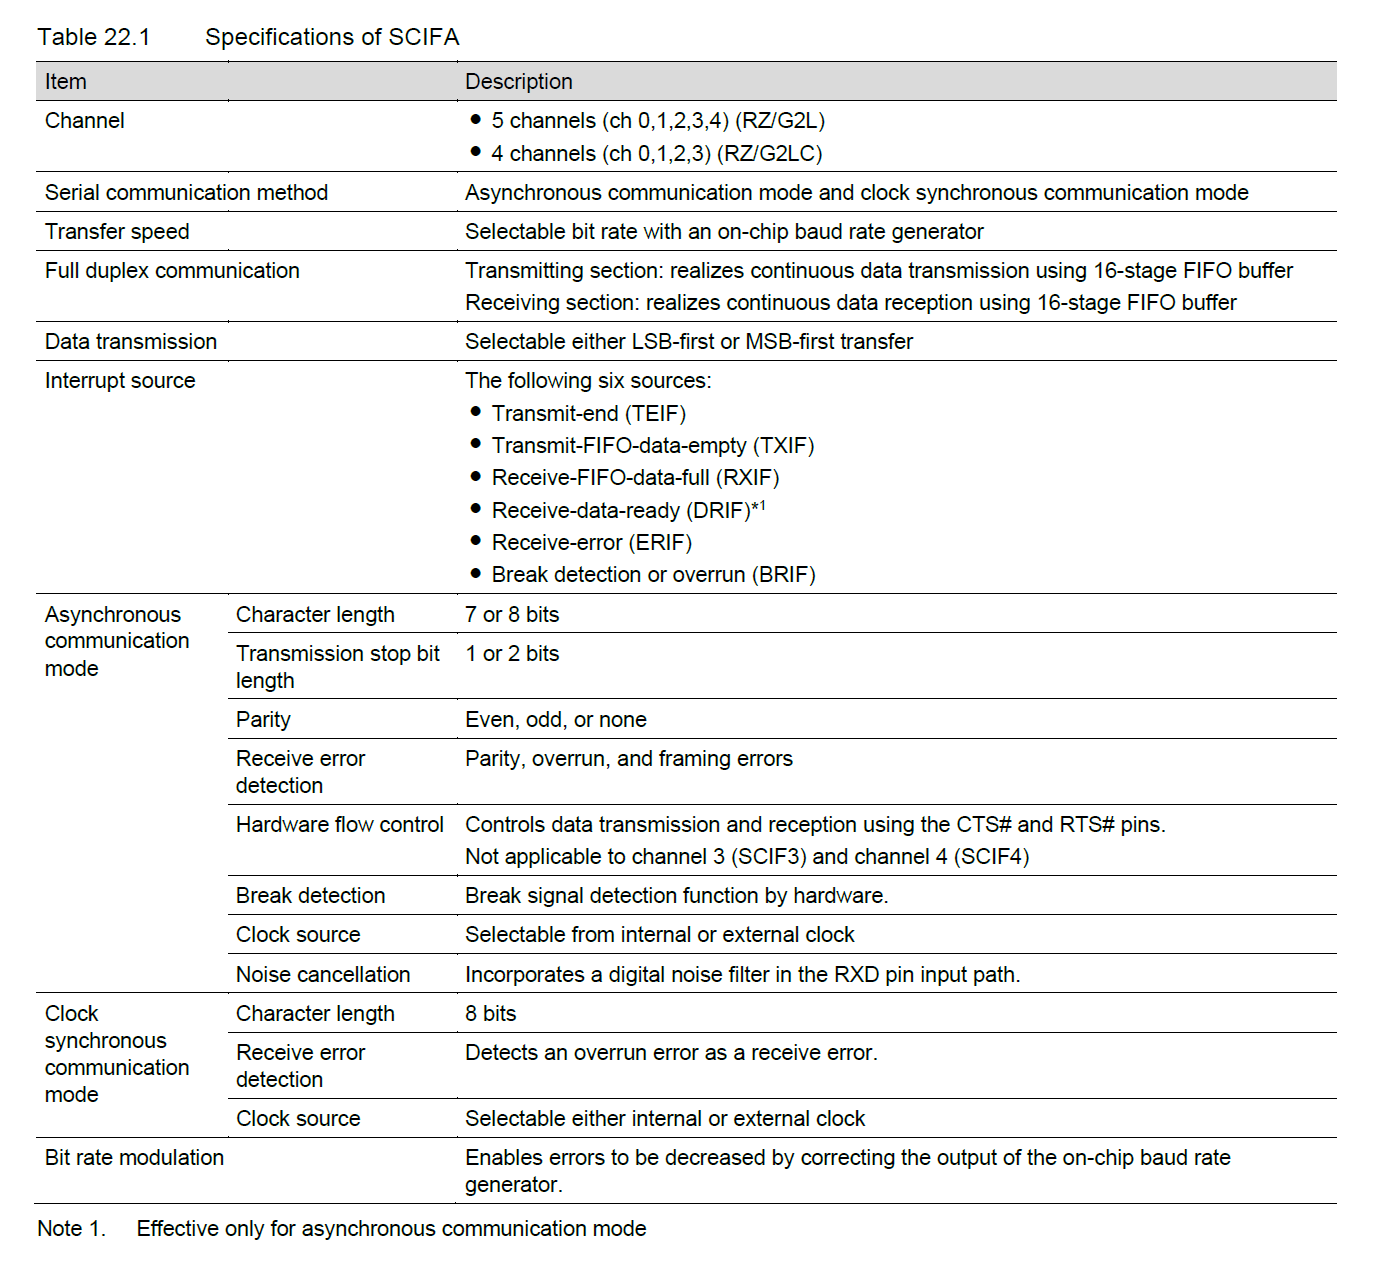 Table 22.1 Specifications of SCIFA
Item Description
Channel ● 5 channels (ch 0,1,2,3,4) (RZ/G2L)
● 4 channels (ch 0,1,2,3) (RZ/G2LC)
Serial communication method Asynchronous communication mode and clock synchronous communication mode
Transfer speed Selectable bit rate with an on-chip baud rate generator
Full duplex communication Transmitting section: realizes continuous data transmission using 16-stage FIFO buffer
Receiving section: realizes continuous data reception using 16-stage FIFO buffer
Data transmission Selectable either LSB-first or MSB-first transfer
Interrupt source The following six sources:
● Transmit-end (TEIF)
● Transmit-FIFO-data-empty (TXIF)
● Receive-FIFO-data-full (RXIF)
● Receive-data-ready (DRIF)*1
● Receive-error (ERIF)
● Break detection or overrun (BRIF)
Asynchronous communication mode Character length 7 or 8 bits
Transmission stop bit length 1 or 2 bits
Parity Even, odd, or none
Receive error detection Parity, overrun, and framing errors
Hardware flow control Controls data transmission and reception using the CTS# and RTS# pins.
Not applicable to channel 3 (SCIF3) and channel 4 (SCIF4)
Break detection Break signal detection function by hardware.
Clock source Selectable from internal or external clock
Noise cancellation Incorporates a digital noise filter in the RXD pin input path.
Clock synchronous communication mode Character length 8 bits
Receive error detection Detects an overrun error as a receive error.
Clock source Selectable either internal or external clock
Bit rate modulation Enables errors to be decreased by correcting the output of the on-chip baud rate
generator.
Note 1. Effective only for asynchronous communication mode